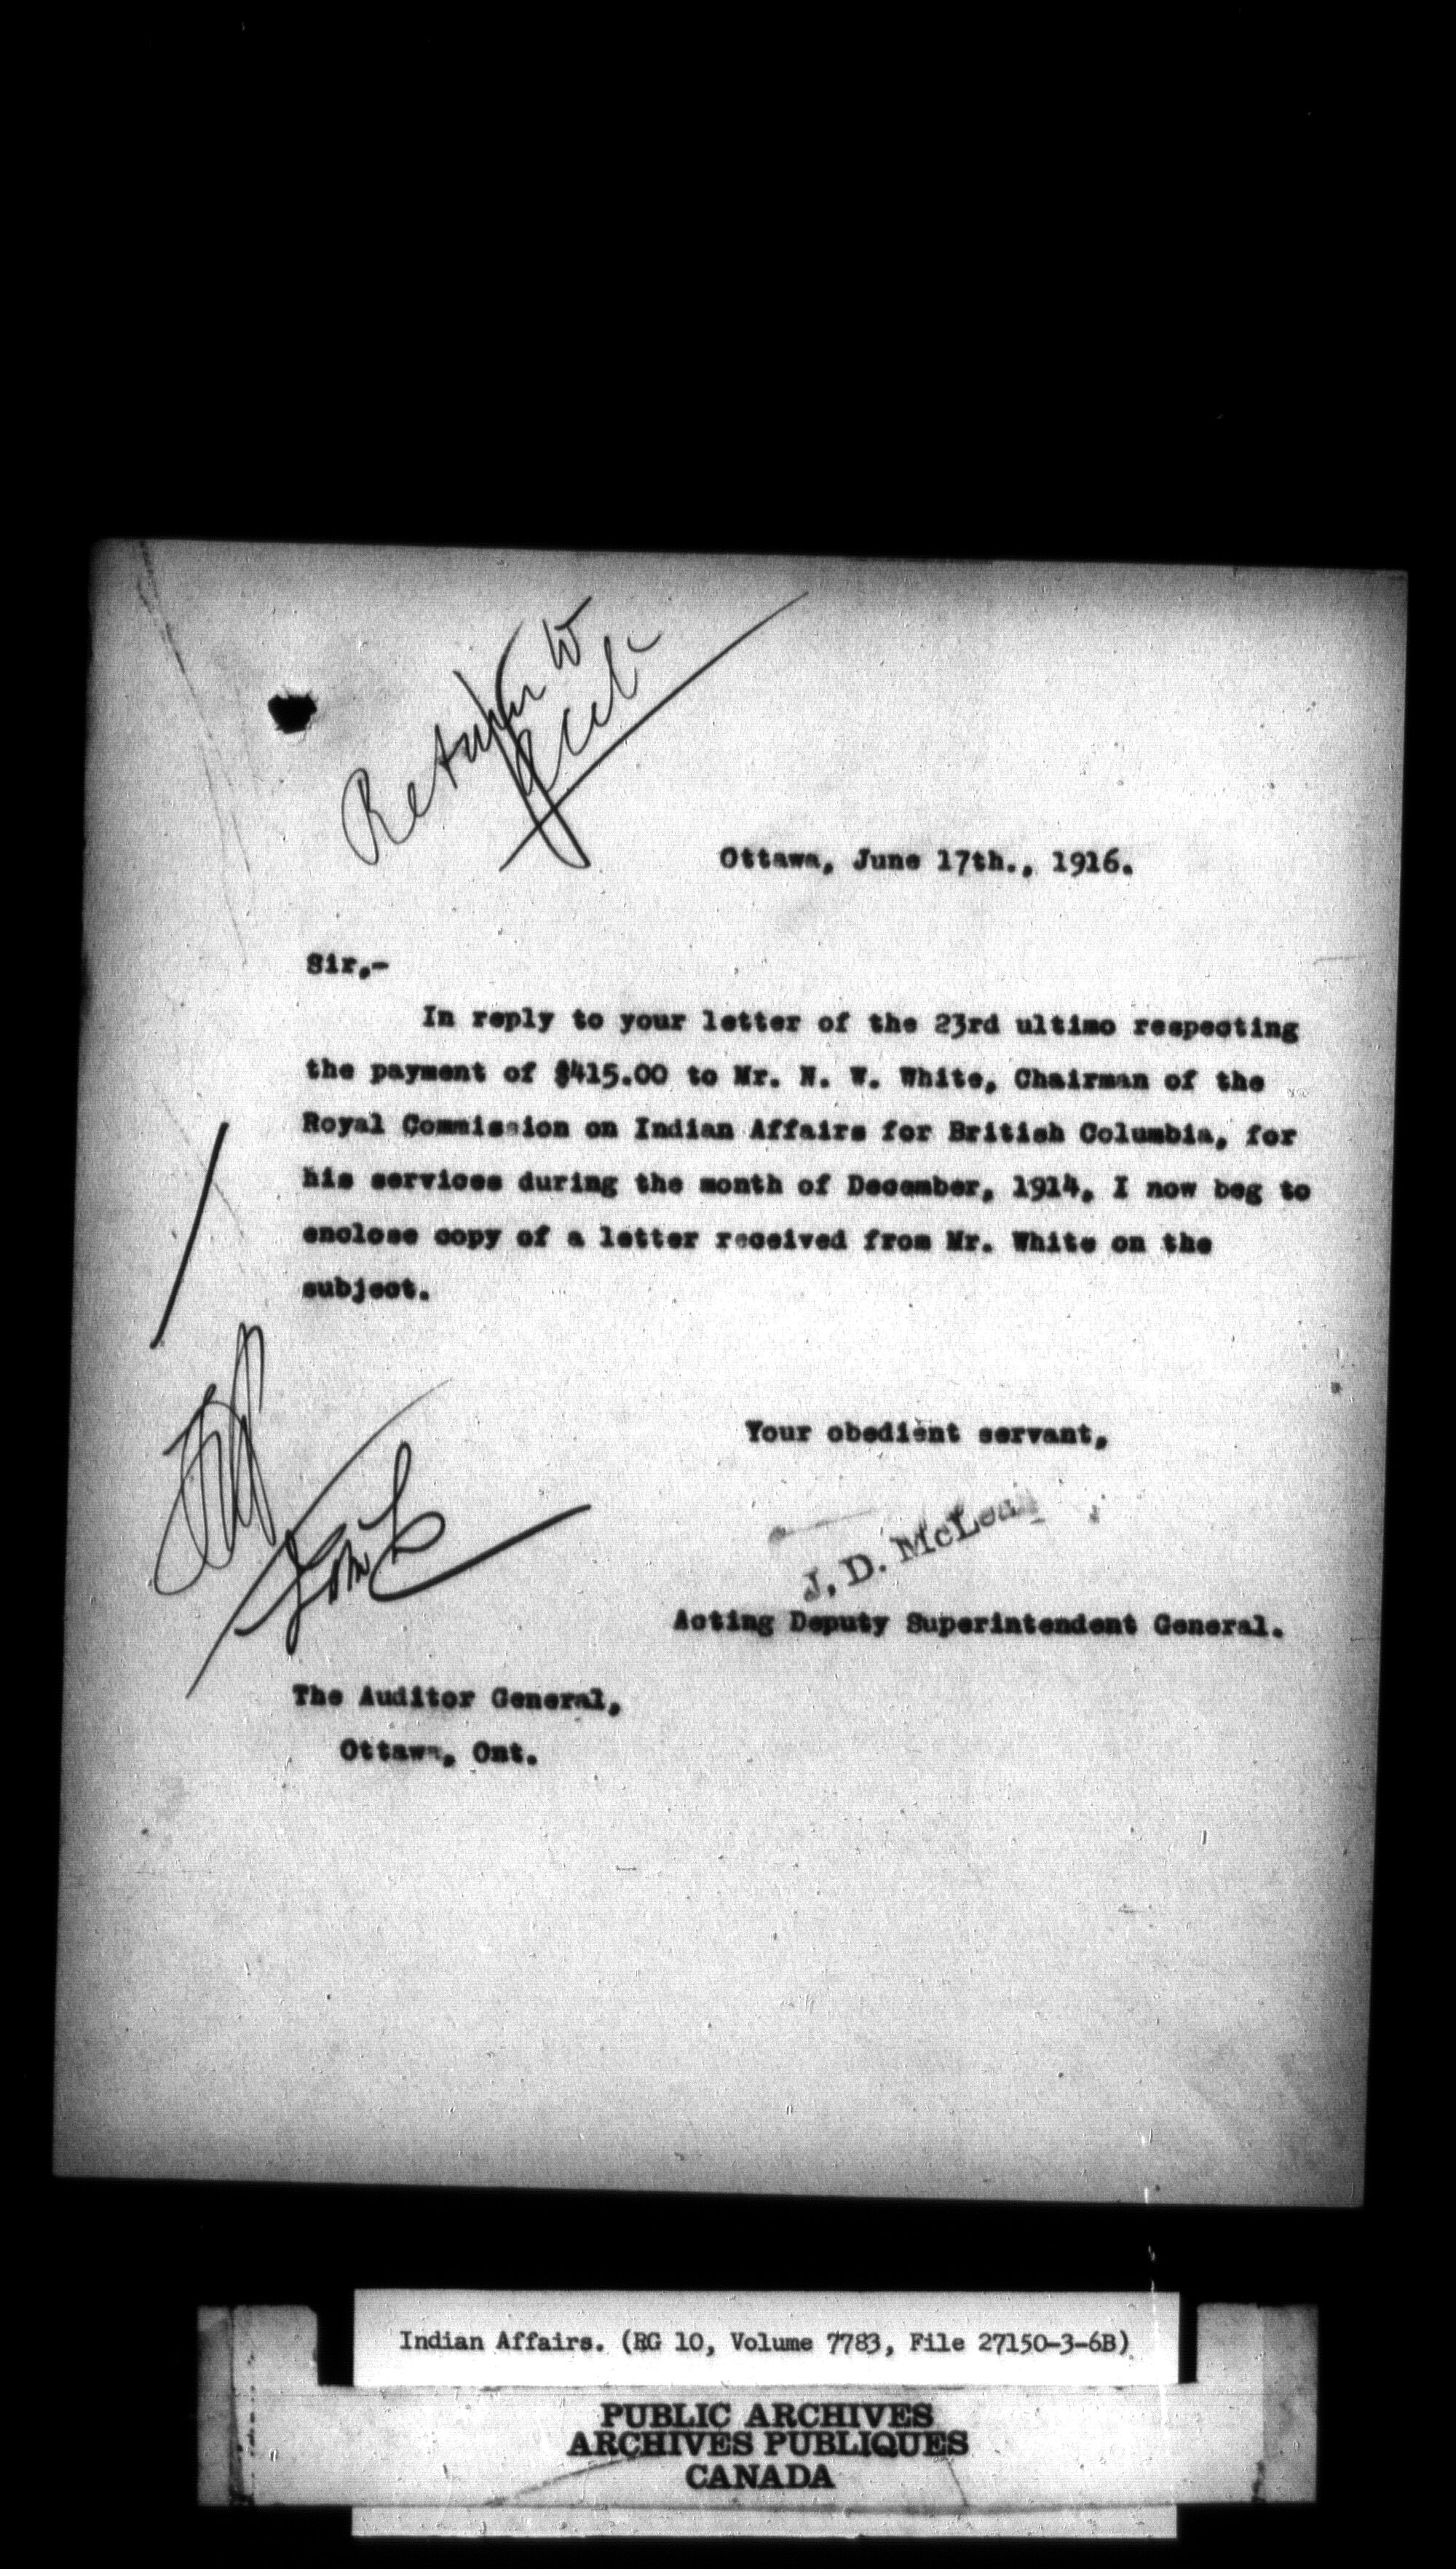 Return to
Acct
Ottawa, June 17th., 1916.
Sir,-
In reply to your letter of the 23rd ultimo respecting
the payment of $415.00 to Mr. N. W. White, Chairman of the
Royal Commission on Indian Affairs for British Columbia, for
his services during the month of December, 1914, I now beg to
enclose copy of a letter received from Mr. White on the
subject.
Your obedient servant,
J. D. McLean
Acting Deputy Superintendent General.
The Auditor General,
Ottawa, Ont.
Indian Affairs. (RG 10, Volume 7783, File 27150-3-6B)
PUBLIC ARCHIVES
ARCHIVES PUBLIQUES
CANADA